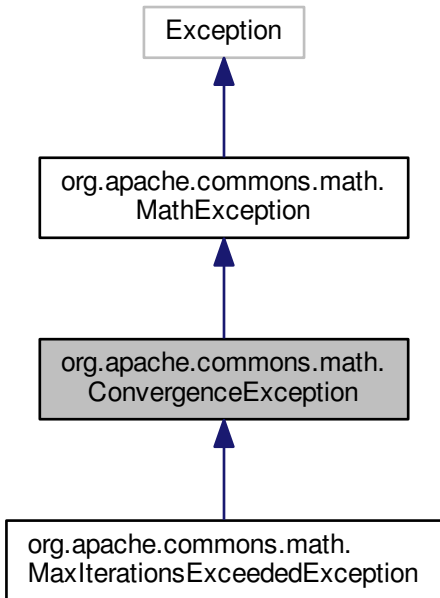 Exception
org.apache.commons.math.
MathException
org.apache.commons.math.
ConvergenceException
org.apache.commons.math.
MaxIterationsExceededException